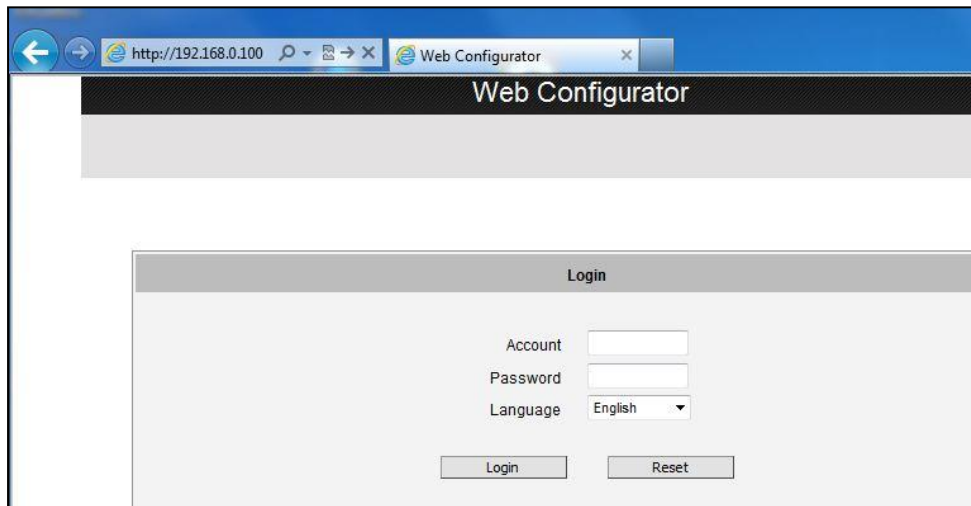 http://192.168.0.100
Web Configurator
Web Configurator
Login
Account
Password
Language English
Login Reset